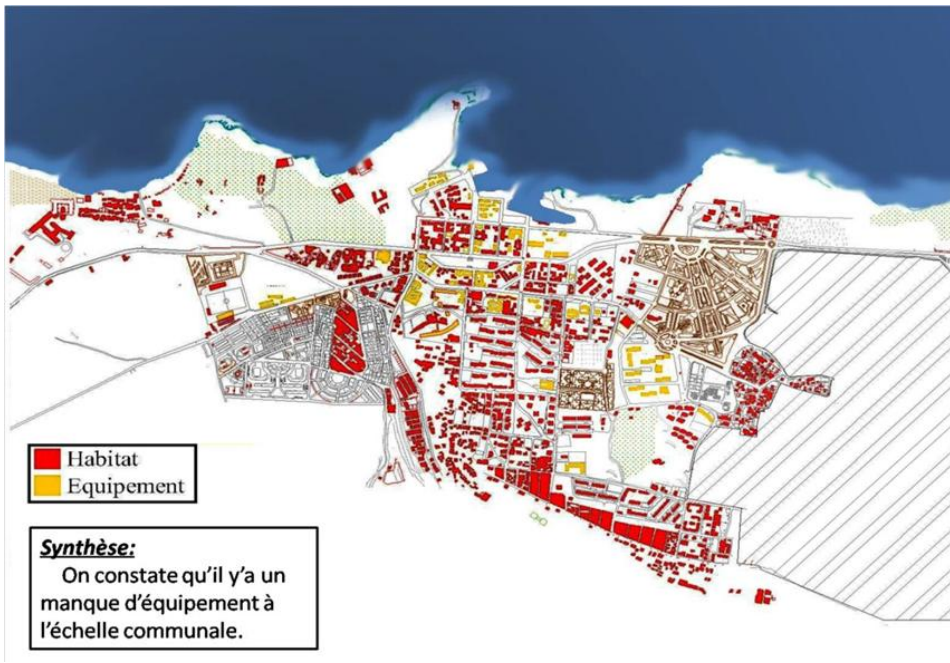 Habitat
Equipement
Synthèse:
On constate qu'il y'a un
manque d'équipement à
l'échelle communale.